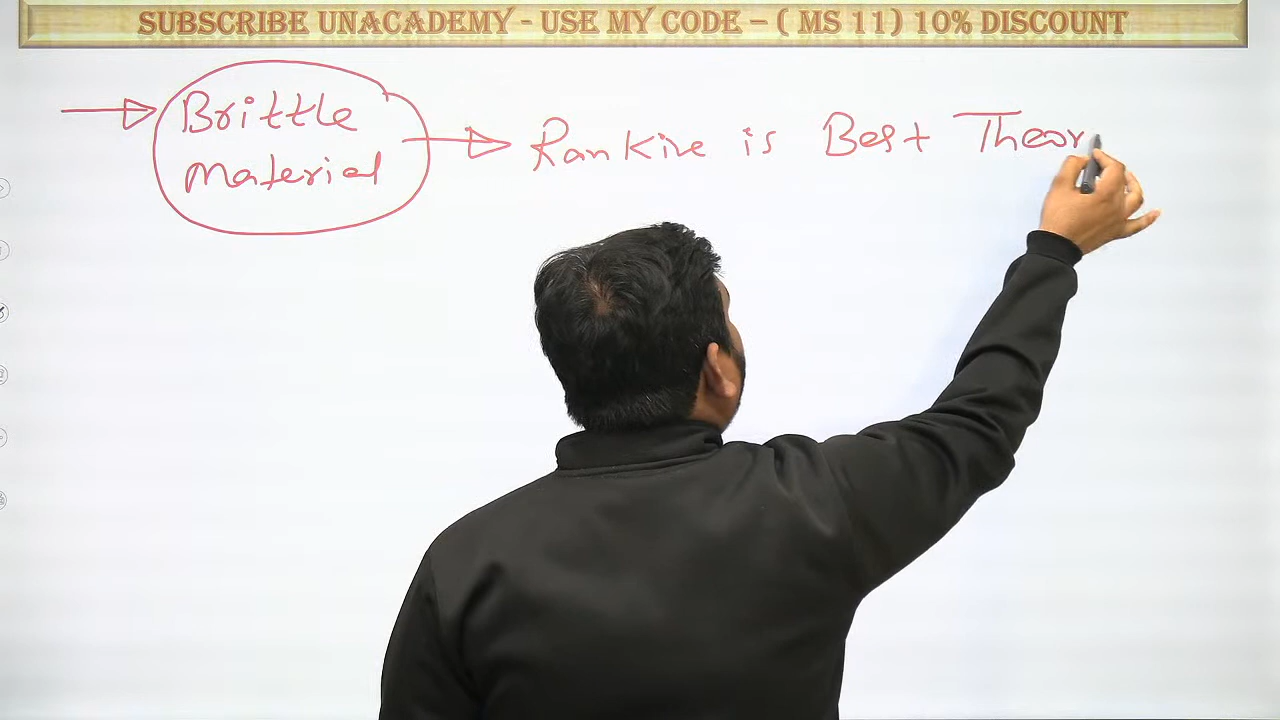 SUBSCRIBE UNACADEMY - USE MY CODE – ( MS 11) 10% DISCOUNT
Brittle
Material
Rankine is Best Theor